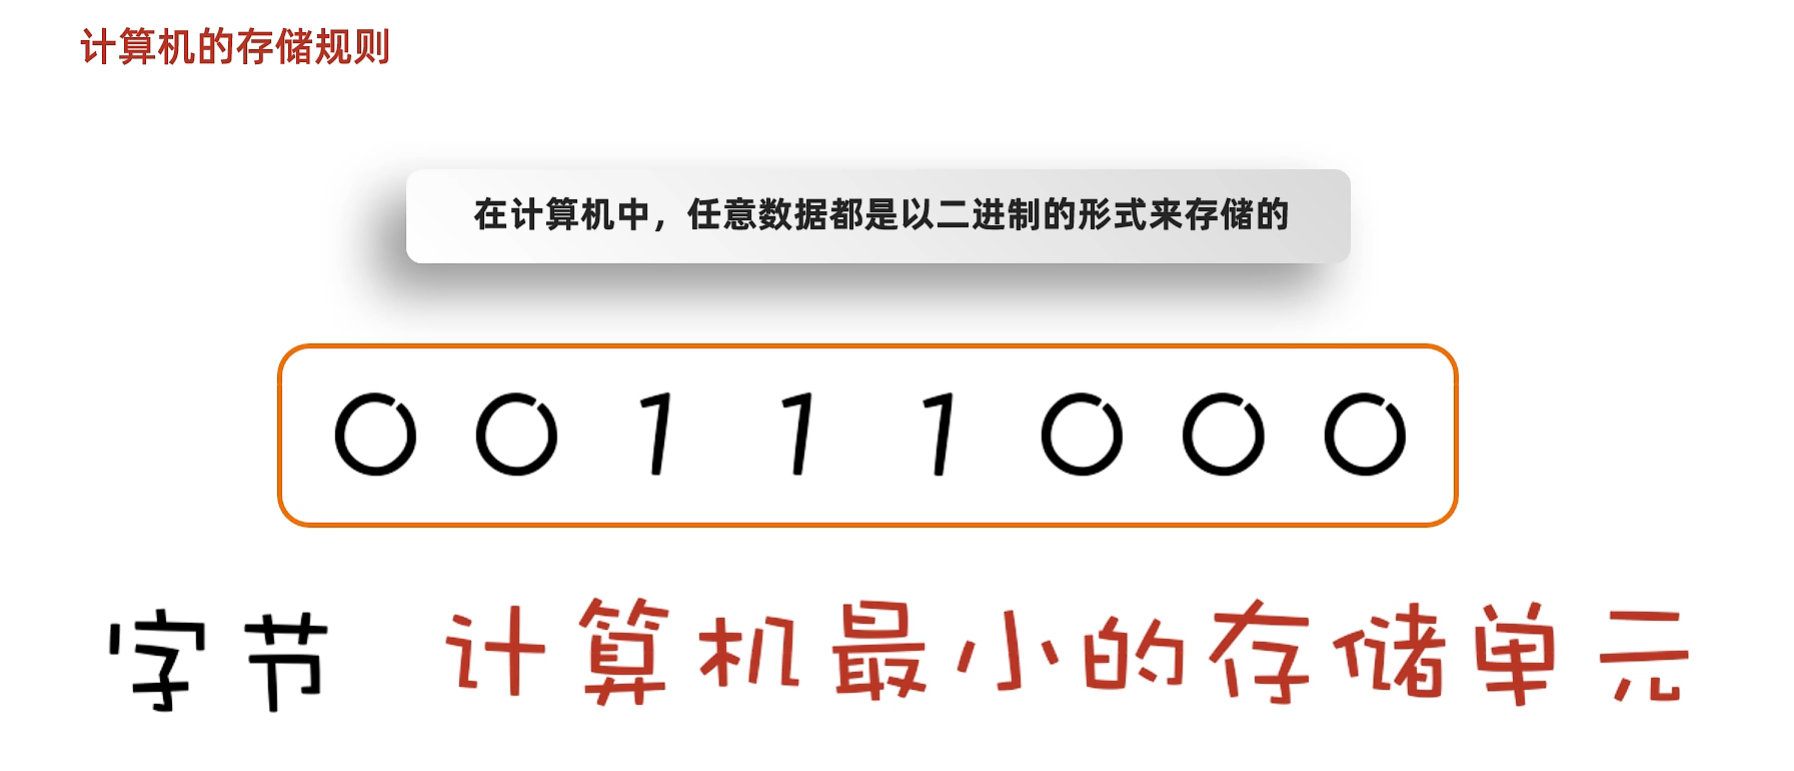 计算机的存储规则
在计算机中，任意数据都是以二进制的形式来存储的
0 0 1 1 1 0 0 0
字节 计算机最小的存储单元